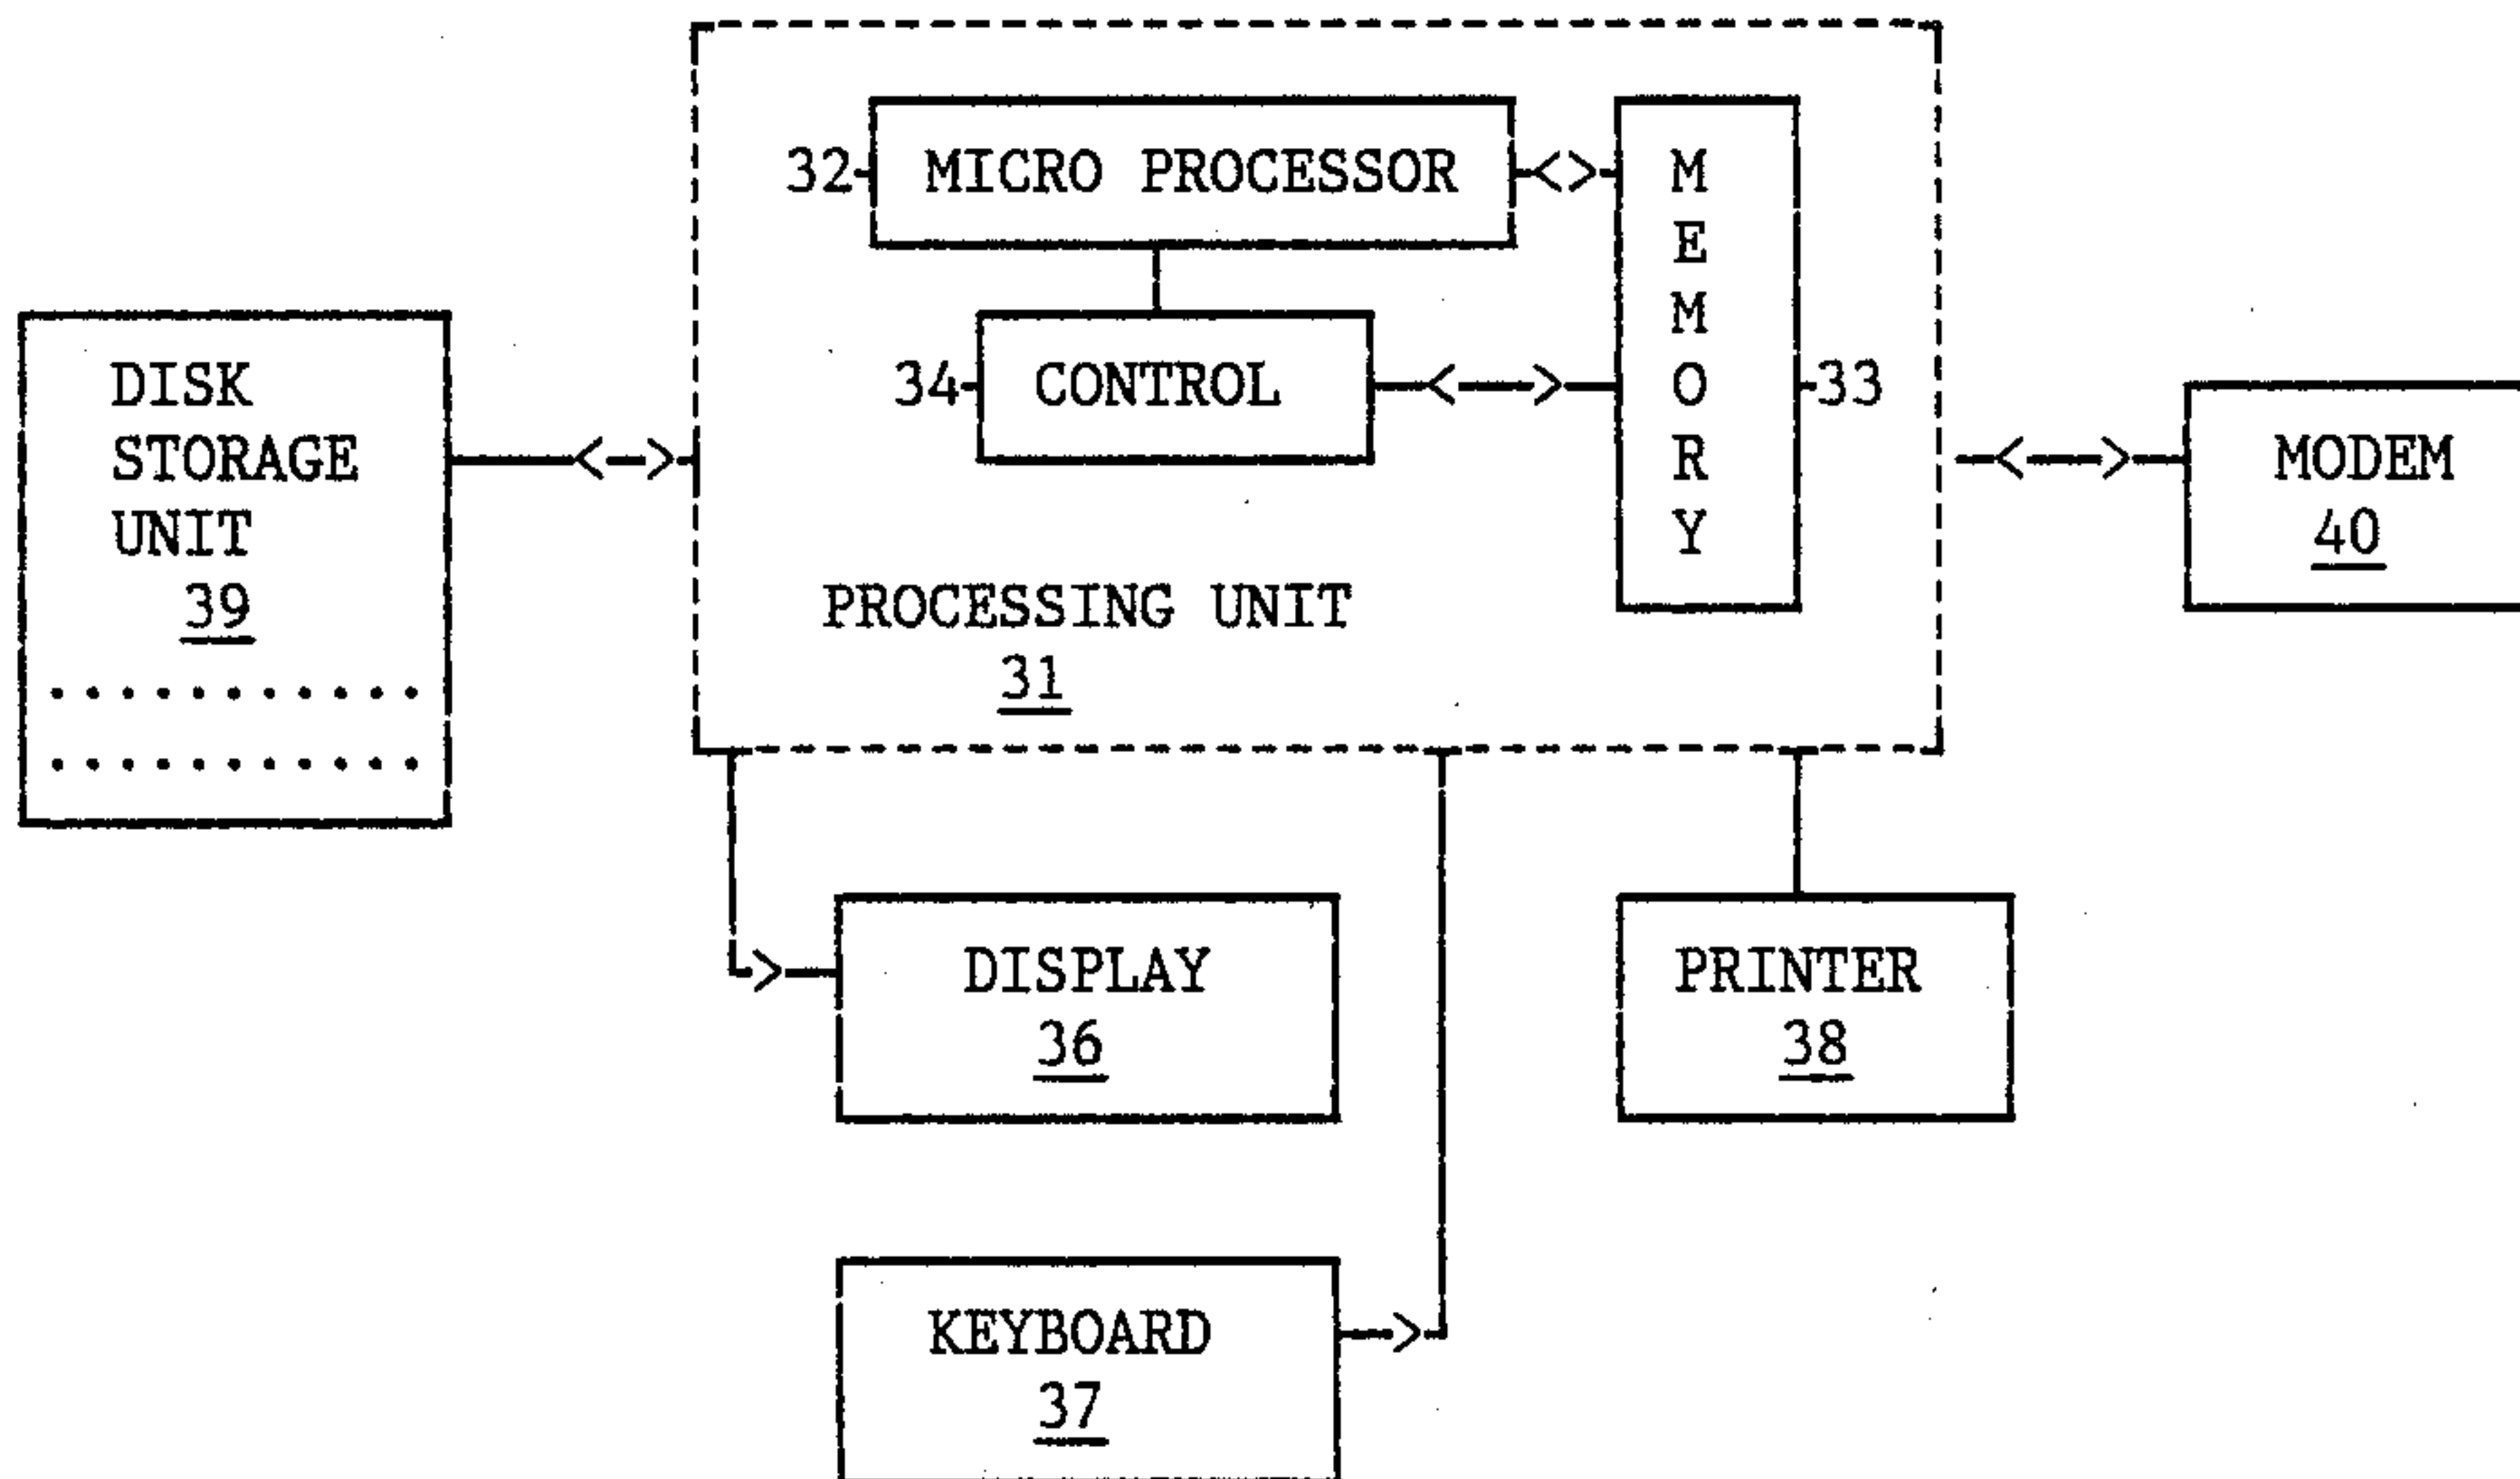 32 MICRO PROCESSOR
MEMORY
33
34 CONTROL
PROCESSING UNIT
31
DISK
STORAGE
UNIT
39
MODEM
40
DISPLAY
36
PRINTER
38
KEYBOARD
37